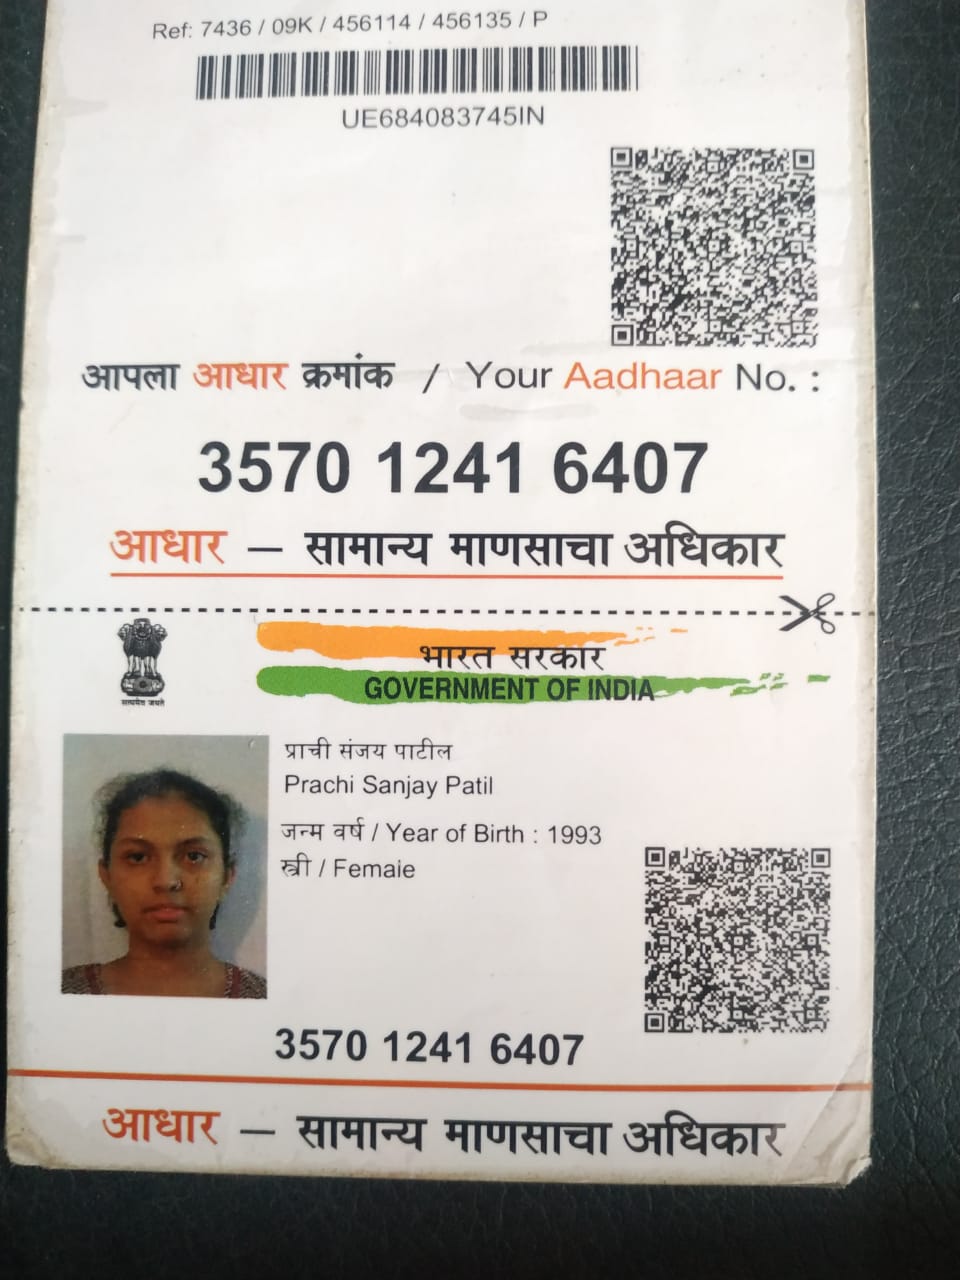 Ref: 7436 / 09K / 456114 / 456135 / P
UE684083745IN
आपला आधार क्रमांक / Your Aadhaar No. :
3570 1241 6407
आधार – सामान्य माणसाचा अधिकार
भारत सरकार
GOVERNMENT OF INDIA
सत्यमेव जयते
प्राची संजय पाटील
Prachi Sanjay Patil
जन्म वर्ष / Year of Birth : 1993
स्त्री / Female
3570 1241 6407
आधार – सामान्य माणसाचा अधिकार